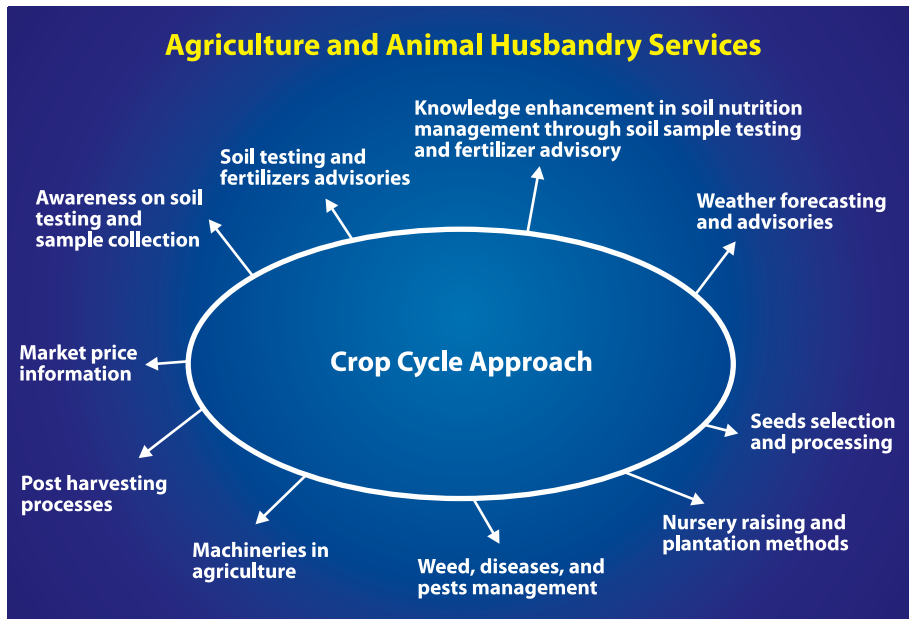 Agriculture and Animal Husbandry Services
Knowledge enhancement in soil nutrition
management through soil sample testing
and fertilizer advisory
Soil testing and
fertilizers advisories
Awareness on soil
testing and
sample collection
Weather forecasting
and advisories
Market price
information
Crop Cycle Approach
Seeds selection
and processing
Post harvesting
processes
Nursery raising and
plantation methods
Machineries in
agriculture
Weed, diseases, and
pests management